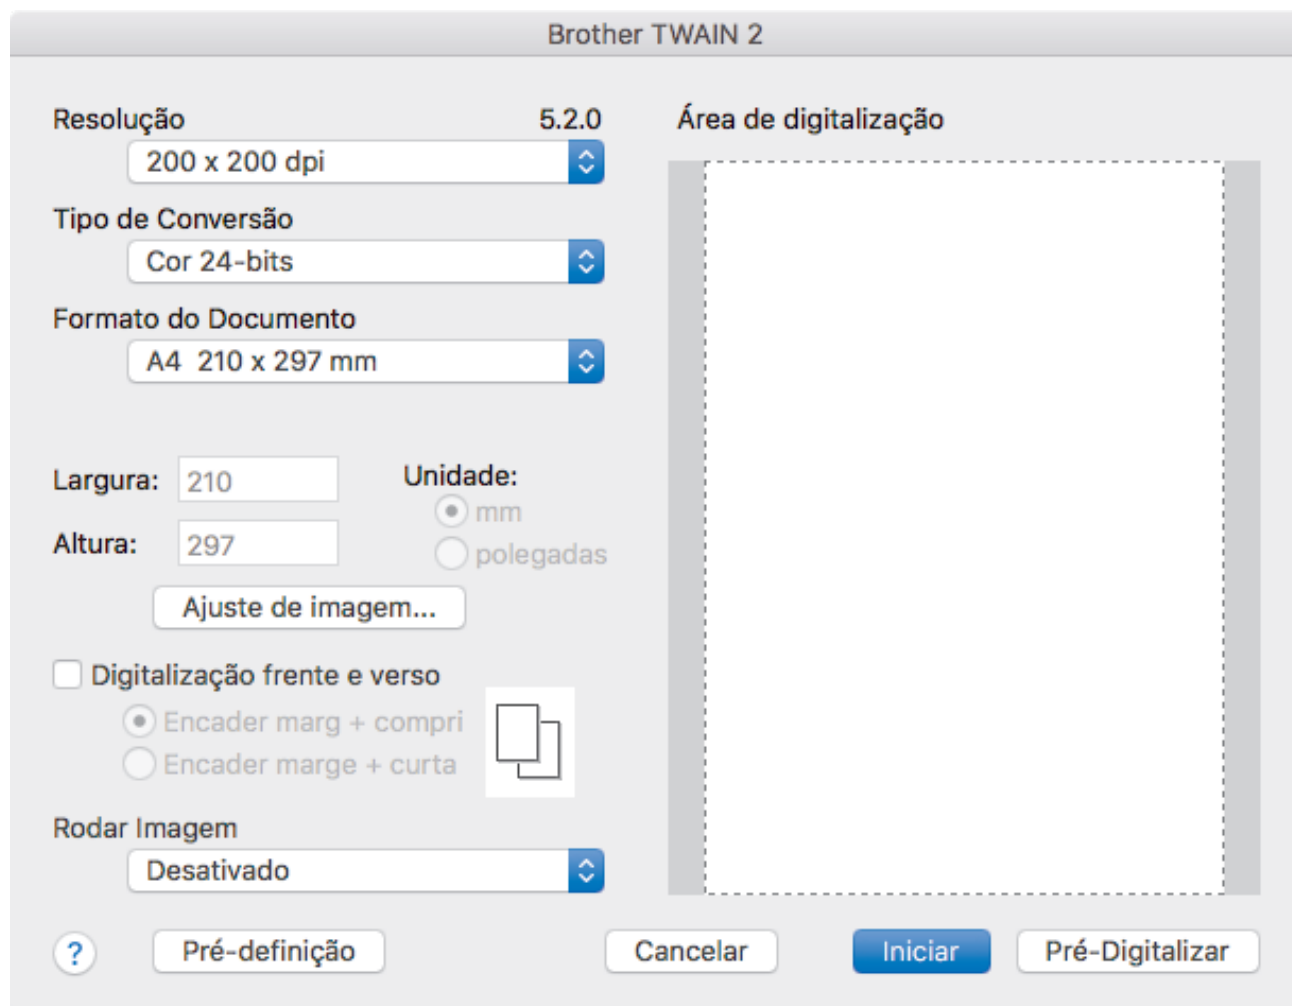 Brother TWAIN 2
Resolução 5.2.0
200 x 200 dpi
Tipo de Conversão
Cor 24-bits
Formato do Documento
A4 210 x 297 mm
Largura: 210
Altura: 297
Unidade:
mm
polegadas
Ajuste de imagem...
Digitalização frente e verso
Encader marg + compri
Encader marge + curta
Rodar Imagem
Desativado
Área de digitalização
? Pré-definição Cancelar Iniciar Pré-Digitalizar